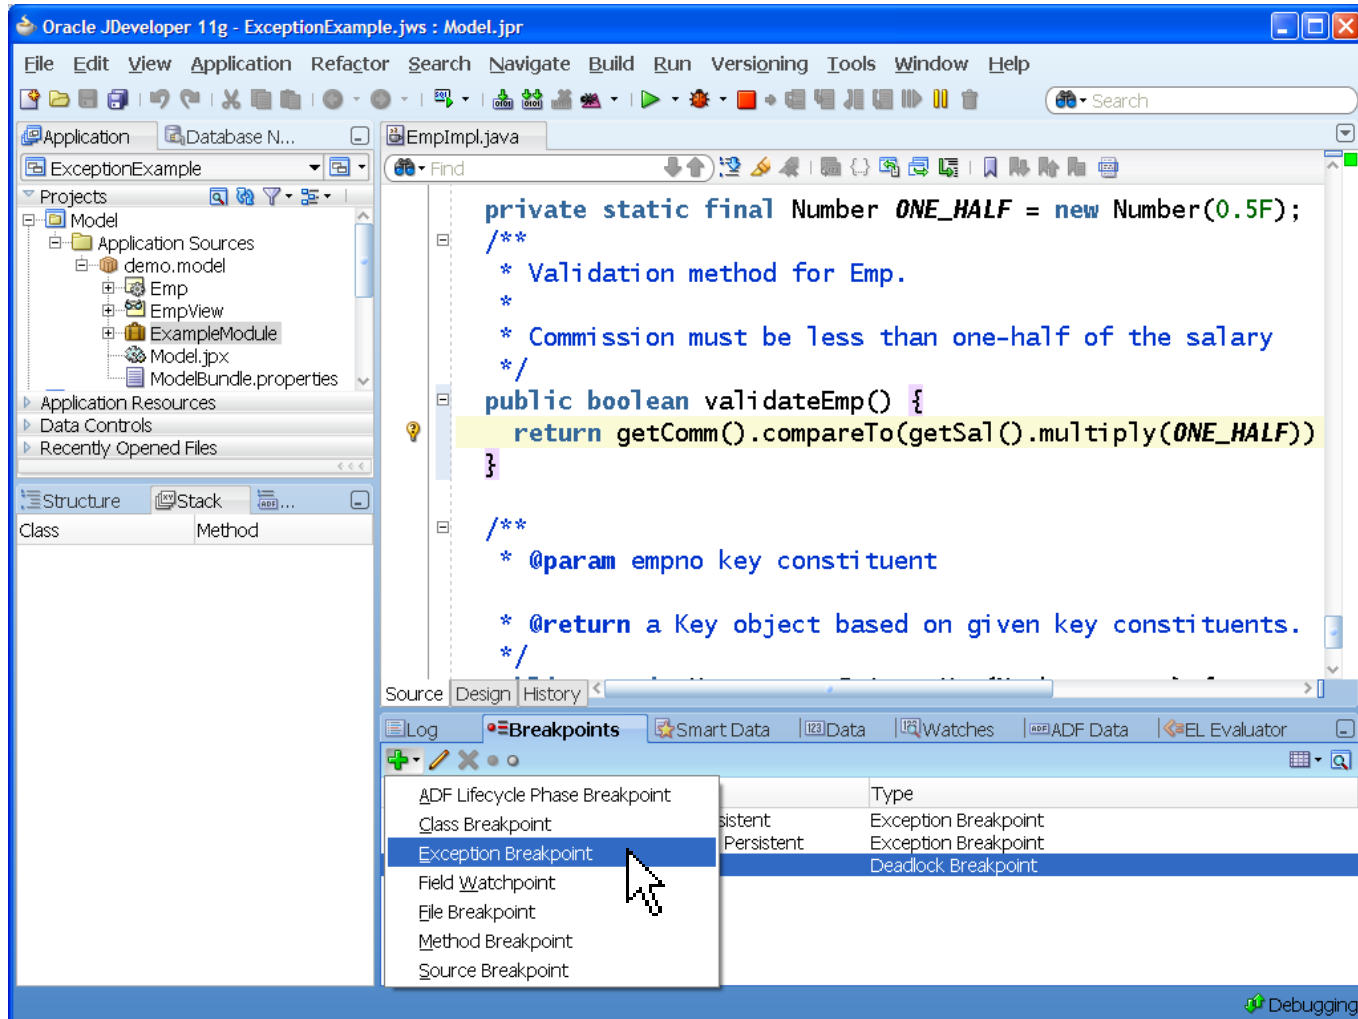 Oracle JDeveloper 11g - ExceptionExample.jws : Model.jpr
File Edit View Application Refactor Search Navigate Build Run Versioning Tools Window Help
Search
Application Database N...
ExceptionExample
Projects
Model
Application Sources
demo.model
Emp
EmpView
ExampleModule
Model.jpx
ModelBundle.properties
Application Resources
Data Controls
Recently Opened Files
Structure Stack ...
Class Method
EmpImpl.java
Find
private static final Number ONE_HALF = new Number(0.5F);
/**
* Validation method for Emp.
*
* Commission must be less than one-half of the salary
*/
public boolean validateEmp() {
return getComm().compareTo(getSal().multiply(ONE_HALF))
}
/**
* @param empno key constituent
* @return a Key object based on given key constituents.
*/
Source Design History
Log Breakpoints Smart Data Data Watches ADF Data EL Evaluator
Type
sistent Exception Breakpoint
Persistent Exception Breakpoint
Deadlock Breakpoint
ADF Lifecycle Phase Breakpoint
Class Breakpoint
Exception Breakpoint
Field Watchpoint
File Breakpoint
Method Breakpoint
Source Breakpoint
Debugging